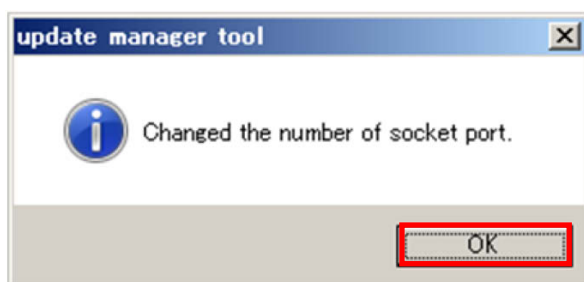 update manager tool
Changed the number of socket port.
OK